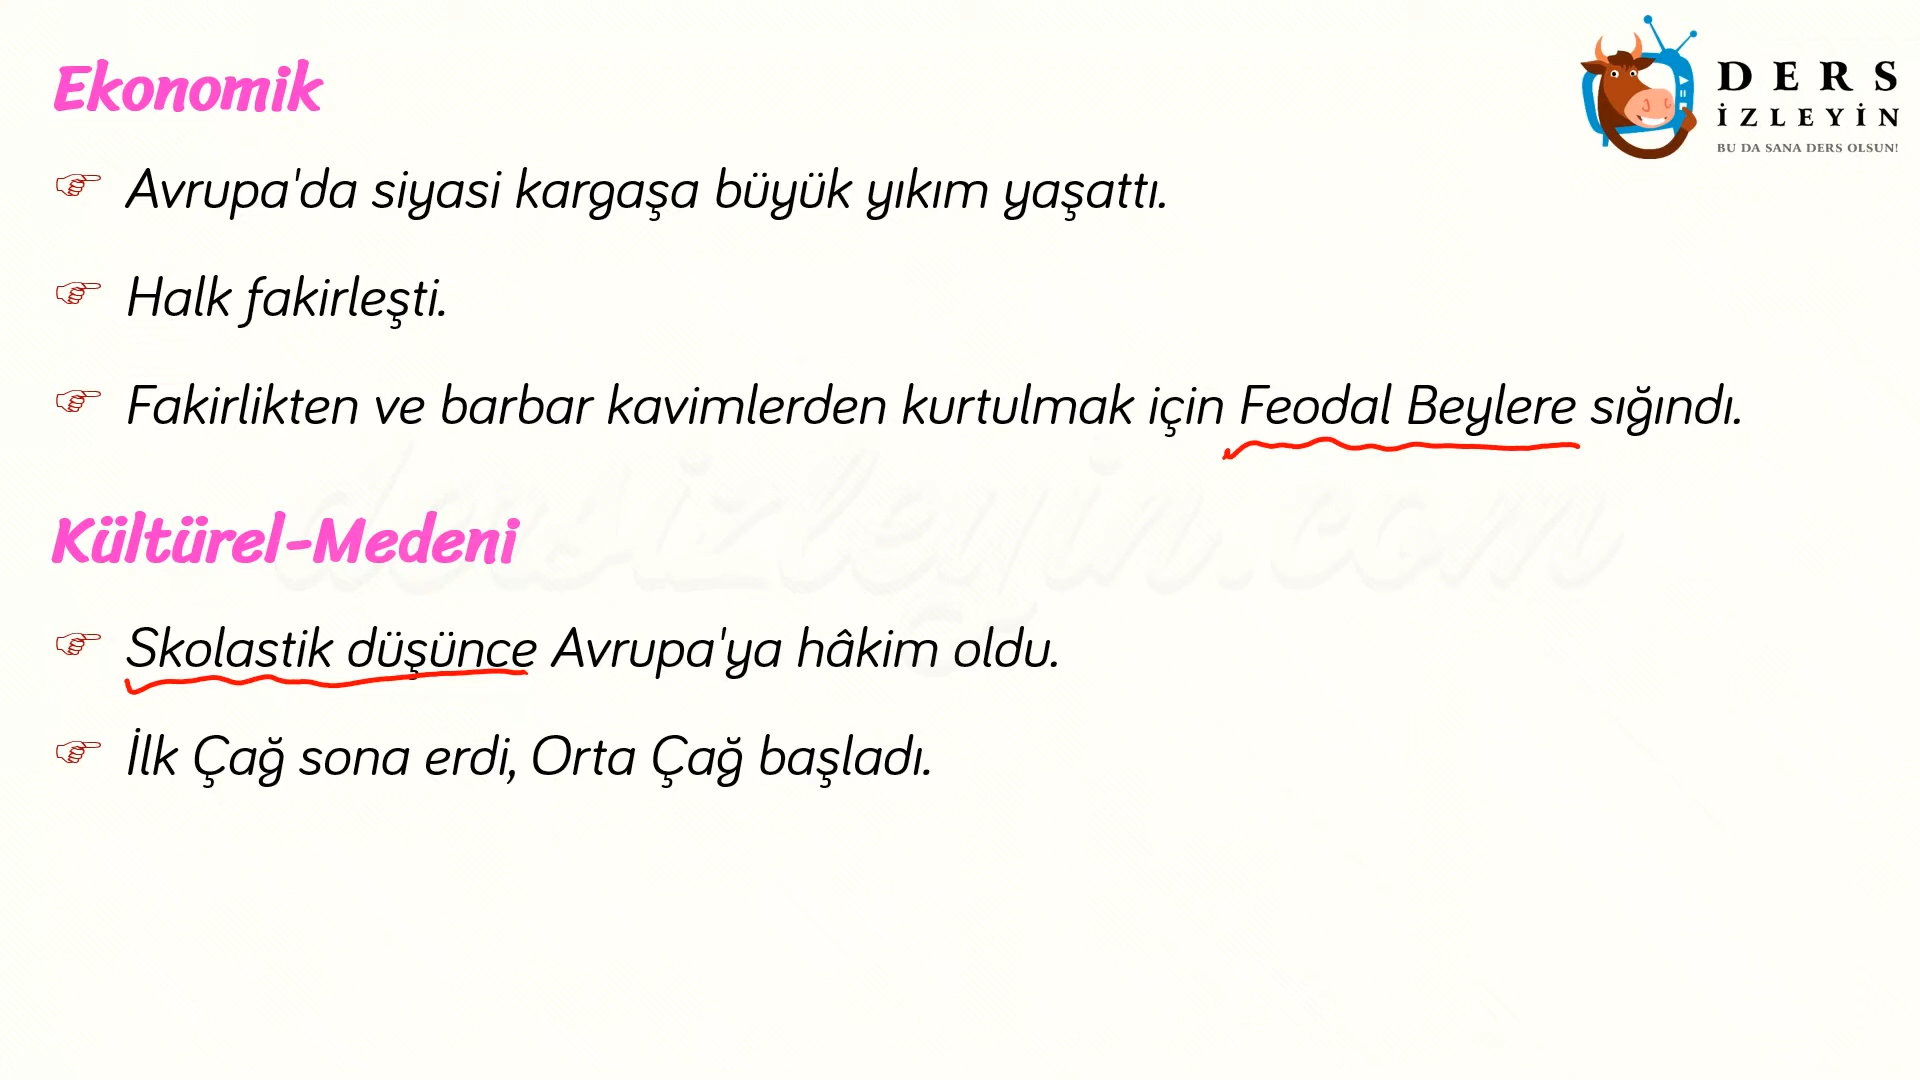 Ekonomik
DERS
İZLEYİN
BU DA SANA DERS OLSUN!
Avrupa'da siyasi kargaşa büyük yıkım yaşattı.
Halk fakirleşti.
Fakirlikten ve barbar kavimlerden kurtulmak için Feodal Beylere sığındı.
dersizleyin.com
Kültürel-Medeni
Skolastik düşünce Avrupa'ya hâkim oldu.
İlk Çağ sona erdi, Orta Çağ başladı.